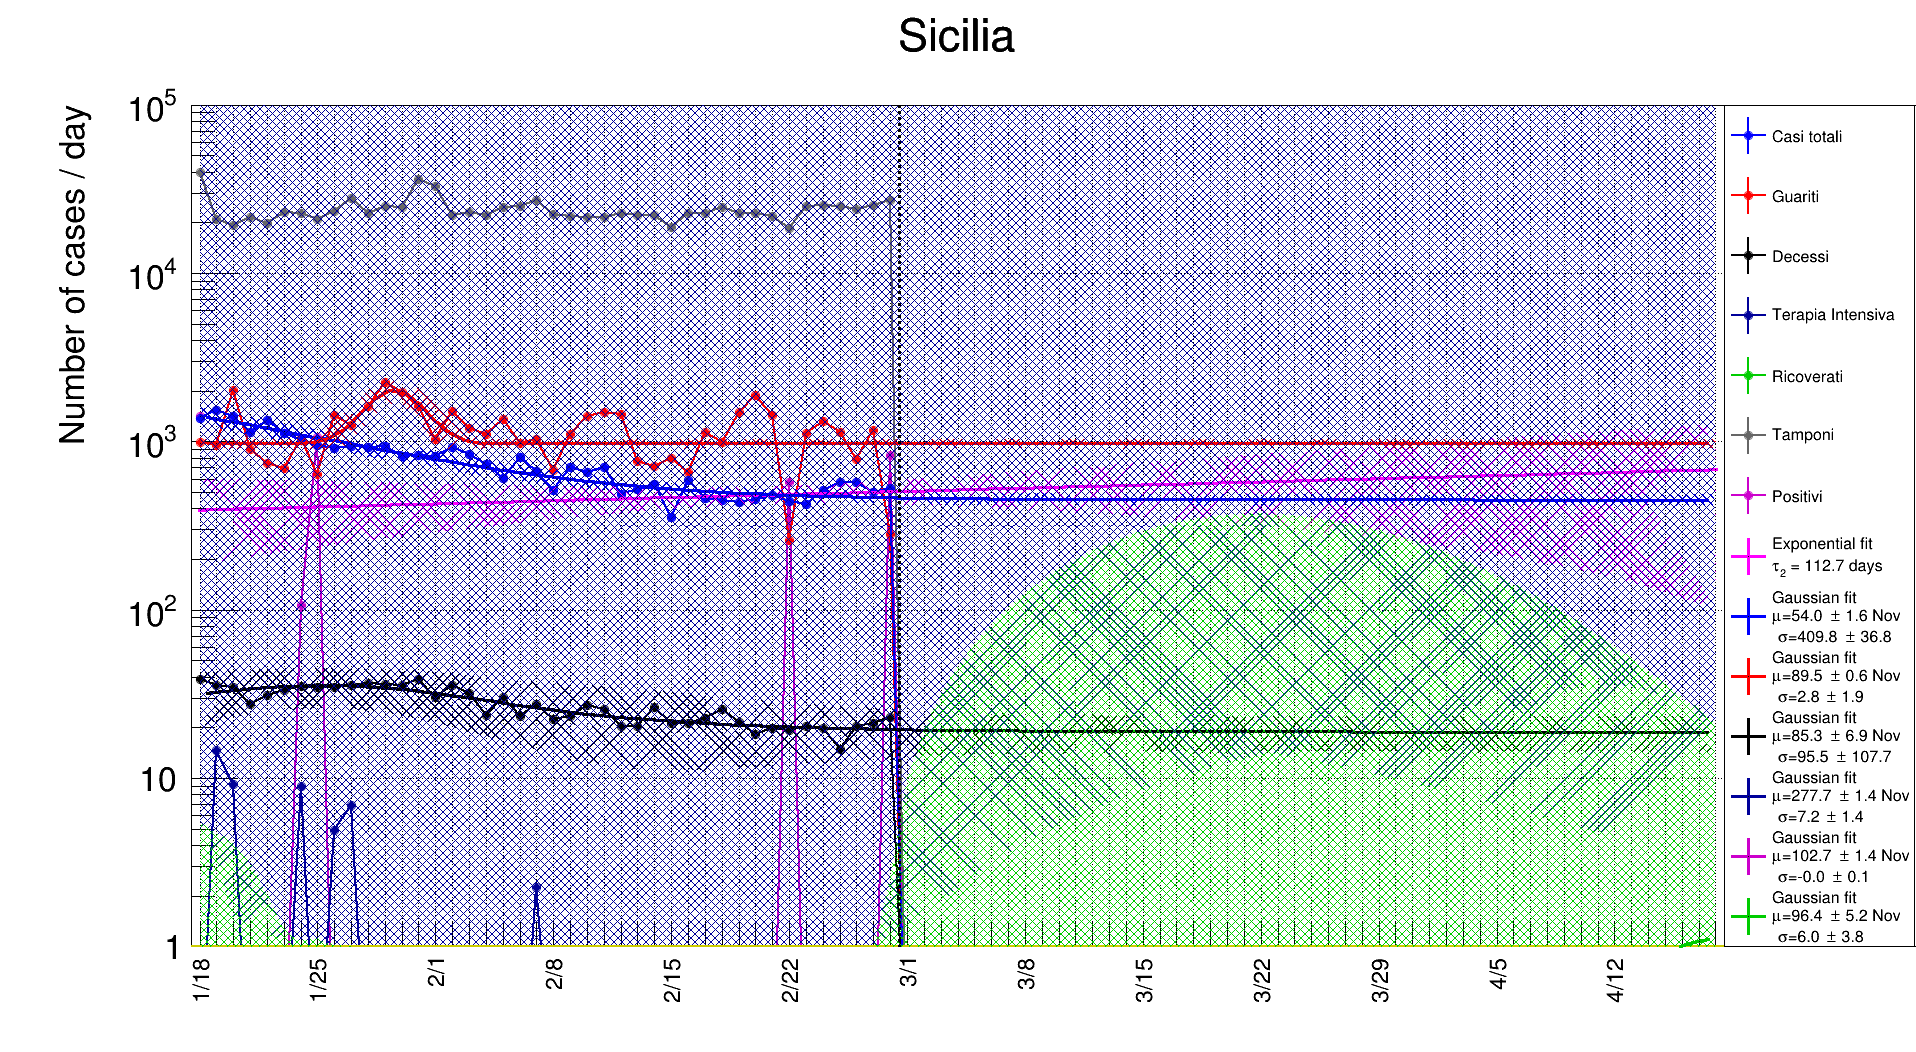 Sicilia
Number of cases / day
10^5
10^4
10^3
10^2
10
1
1/18
1/25
2/1
2/8
2/15
2/22
3/1
3/8
3/15
3/22
3/29
4/5
4/12
Casi totali
Guariti
Decessi
Terapia Intensiva
Ricoverati
Tamponi
Positivi
Exponential fit
τ₂ = 112.7 days
Gaussian fit
μ=54.0 ± 1.6 Nov
σ=409.8 ± 36.8
Gaussian fit
μ=89.5 ± 0.6 Nov
σ=2.8 ± 1.9
Gaussian fit
μ=85.3 ± 6.9 Nov
σ=95.5 ± 107.7
Gaussian fit
μ=277.7 ± 1.4 Nov
σ=7.2 ± 1.4
Gaussian fit
μ=102.7 ± 1.4 Nov
σ=-0.0 ± 0.1
Gaussian fit
μ=96.4 ± 5.2 Nov
σ=6.0 ± 3.8